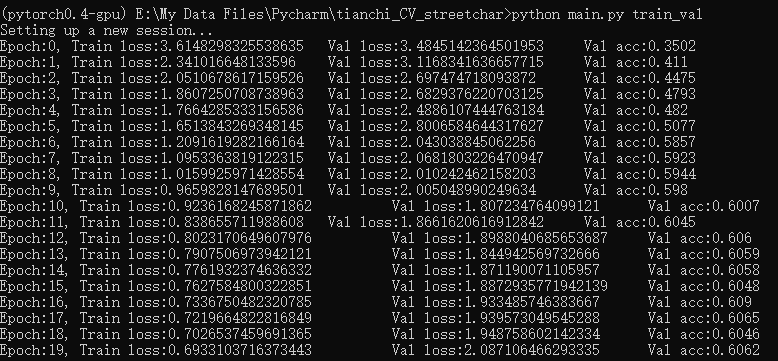 (pytorch0.4-gpu) E:\My Data Files\Pycharm\tianchi_CV_streetchar>python main.py train_val
Setting up a new session...
Epoch:0, Train loss:3.6148298325538635 Val loss:3.4845142364501953 Val acc:0.3502
Epoch:1, Train loss:2.341016648133596 Val loss:3.1168341636657715 Val acc:0.411
Epoch:2, Train loss:2.0510678617159526 Val loss:2.697474718093872 Val acc:0.4475
Epoch:3, Train loss:1.8607250708738963 Val loss:2.6829376220703125 Val acc:0.4793
Epoch:4, Train loss:1.7664285333156586 Val loss:2.4886107444763184 Val acc:0.482
Epoch:5, Train loss:1.6513843269348145 Val loss:2.8006584644317627 Val acc:0.5077
Epoch:6, Train loss:1.2091619282166164 Val loss:2.043038845062256 Val acc:0.5857
Epoch:7, Train loss:1.0953363819122315 Val loss:2.0681803226470947 Val acc:0.5923
Epoch:8, Train loss:1.0159925971428554 Val loss:2.010242462158203 Val acc:0.5944
Epoch:9, Train loss:0.9659828147689501 Val loss:2.005048990249634 Val acc:0.598
Epoch:10, Train loss:0.9236168245871862 Val loss:1.807234764099121 Val acc:0.6007
Epoch:11, Train loss:0.838655711988608 Val loss:1.8661620616912842 Val acc:0.6045
Epoch:12, Train loss:0.8023170649607976 Val loss:1.8988040685653687 Val acc:0.606
Epoch:13, Train loss:0.7907506973942121 Val loss:1.844942569732666 Val acc:0.6059
Epoch:14, Train loss:0.7761932374636332 Val loss:1.871190071105957 Val acc:0.6058
Epoch:15, Train loss:0.7627584800322851 Val loss:1.8872935771942139 Val acc:0.6048
Epoch:16, Train loss:0.7336750482320785 Val loss:1.933485746383667 Val acc:0.609
Epoch:17, Train loss:0.7219664822816849 Val loss:1.939573049545288 Val acc:0.6065
Epoch:18, Train loss:0.7026537459691365 Val loss:1.948758602142334 Val acc:0.6046
Epoch:19, Train loss:0.6933103716373443 Val loss:2.087106466293335 Val acc:0.6062